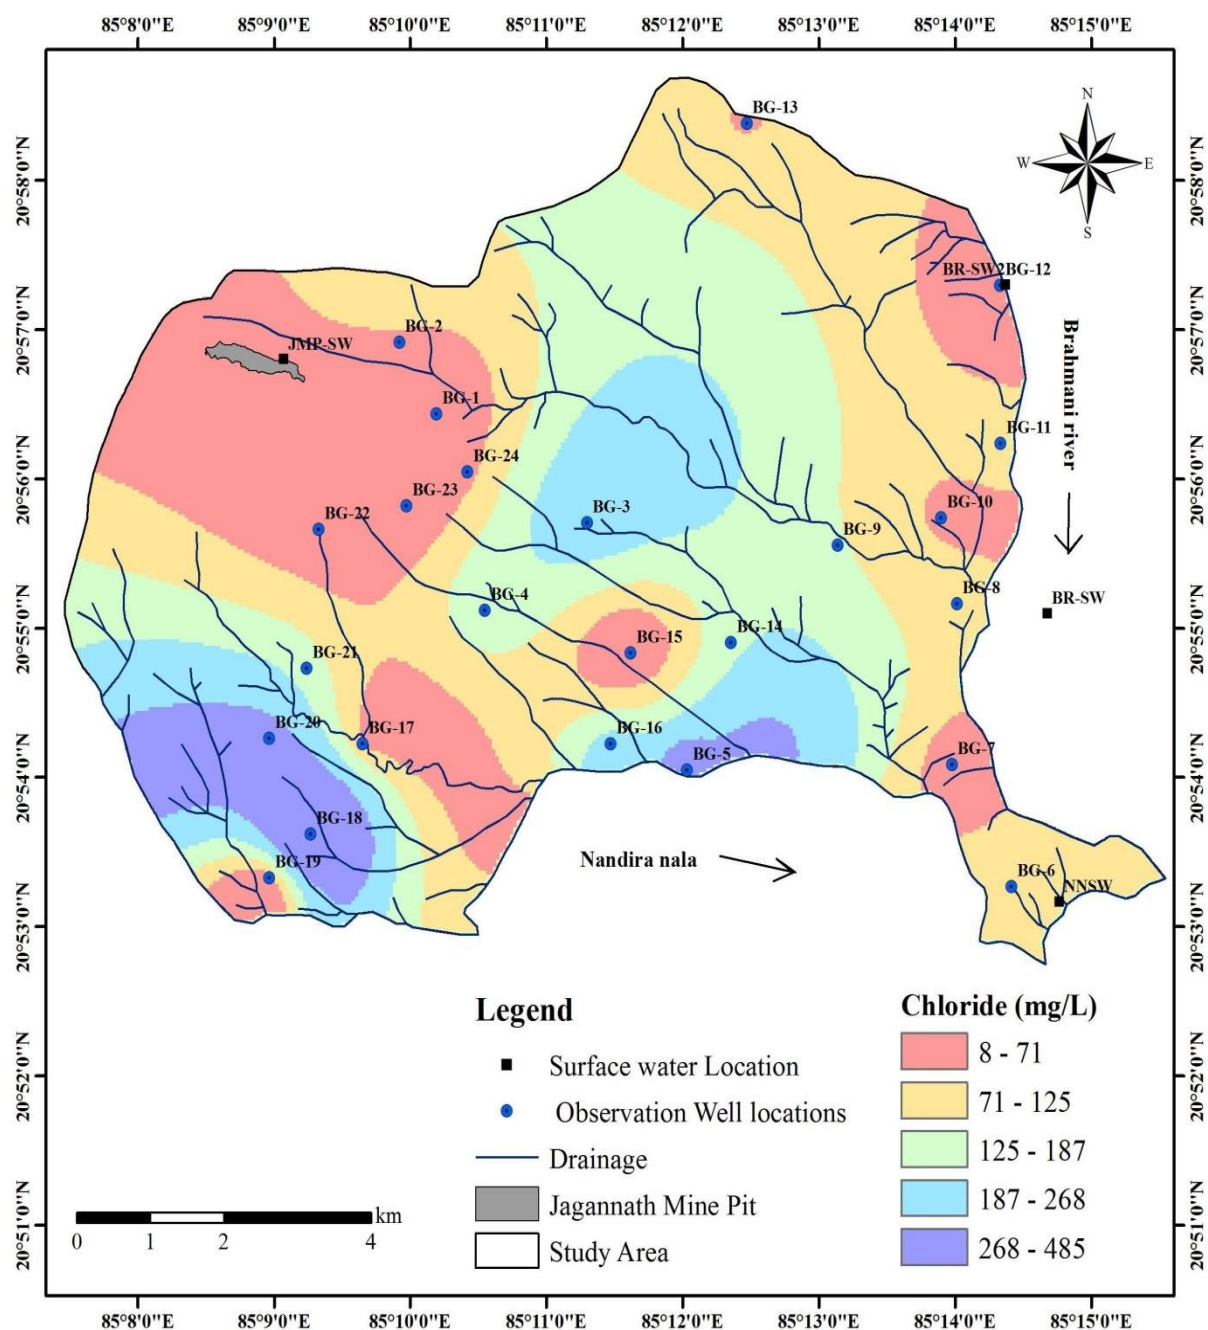 85°8'0"E 85°9'0"E 85°10'0"E 85°11'0"E 85°12'0"E 85°13'0"E 85°14'0"E 85°15'0"E
BG-13
N
W E
S
20°58'0"N 20°58'0"N
BR-SW2 BG-12
20°57'0"N 20°57'0"N
BG-2
JMP-SW
Brahmani river
BG-1
BG-11
BG-24
20°56'0"N 20°56'0"N
BG-23
BG-10
BG-3
BG-22
BG-9
BG-8
BR-SW
BG-4
20°55'0"N 20°55'0"N
BG-14
BG-15
BG-21
BG-20
BG-17
BG-16
BG-5
BG-7
20°54'0"N 20°54'0"N
BG-18
Nandira nala
BG-19
BG-6
NNSW
20°53'0"N 20°53'0"N
Legend
Surface water Location
Observation Well locations
Drainage
Jagannath Mine Pit
Study Area
Chloride (mg/L)
8 - 71
71 - 125
125 - 187
187 - 268
268 - 485
20°52'0"N 20°52'0"N
20°51'0"N 20°51'0"N
km
0 1 2 4
85°8'0"E 85°9'0"E 85°10'0"E 85°11'0"E 85°12'0"E 85°13'0"E 85°14'0"E 85°15'0"E